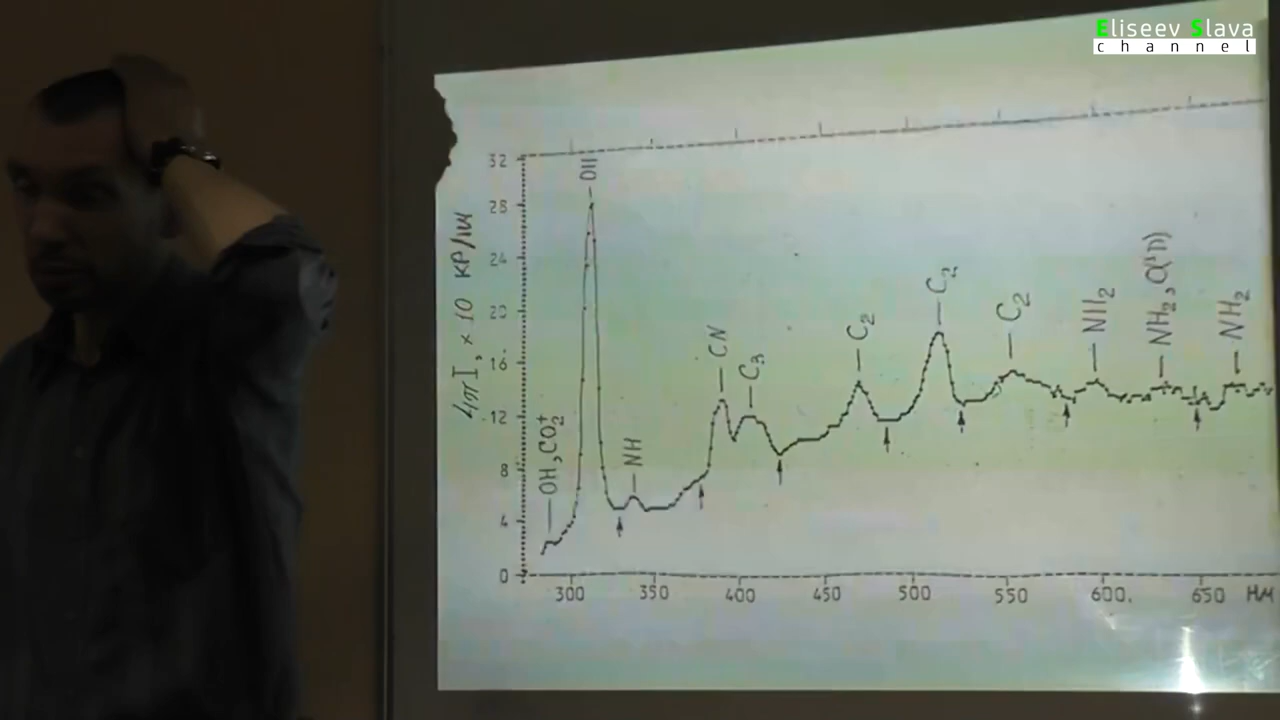 Eliseev Slava
channel
4πI, × 10 кР/нм
32
28
24
20
16
12
8
4
0
OH, CO₂⁺
OH
NH
CN
C₃
C₂
C₂
C₂
NH₂
NH₂, O(¹D)
NH₂
300 350 400 450 500 550 600. 650 НМ